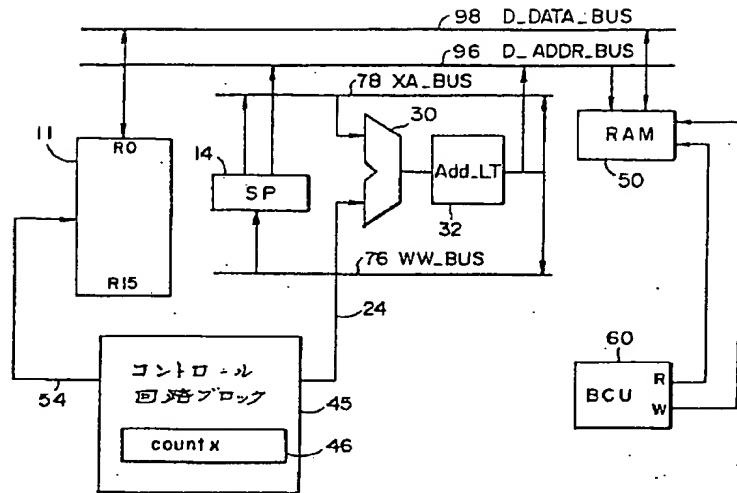 98 D_DATA_BUS
96 D_ADDR_BUS
78 XA_BUS
30
11
R0
R15
14
SP
Add_LT
32
RAM
50
76 WW_BUS
24
54
コントロール
回路ブロック
45
countx
46
60
BCU
R
W